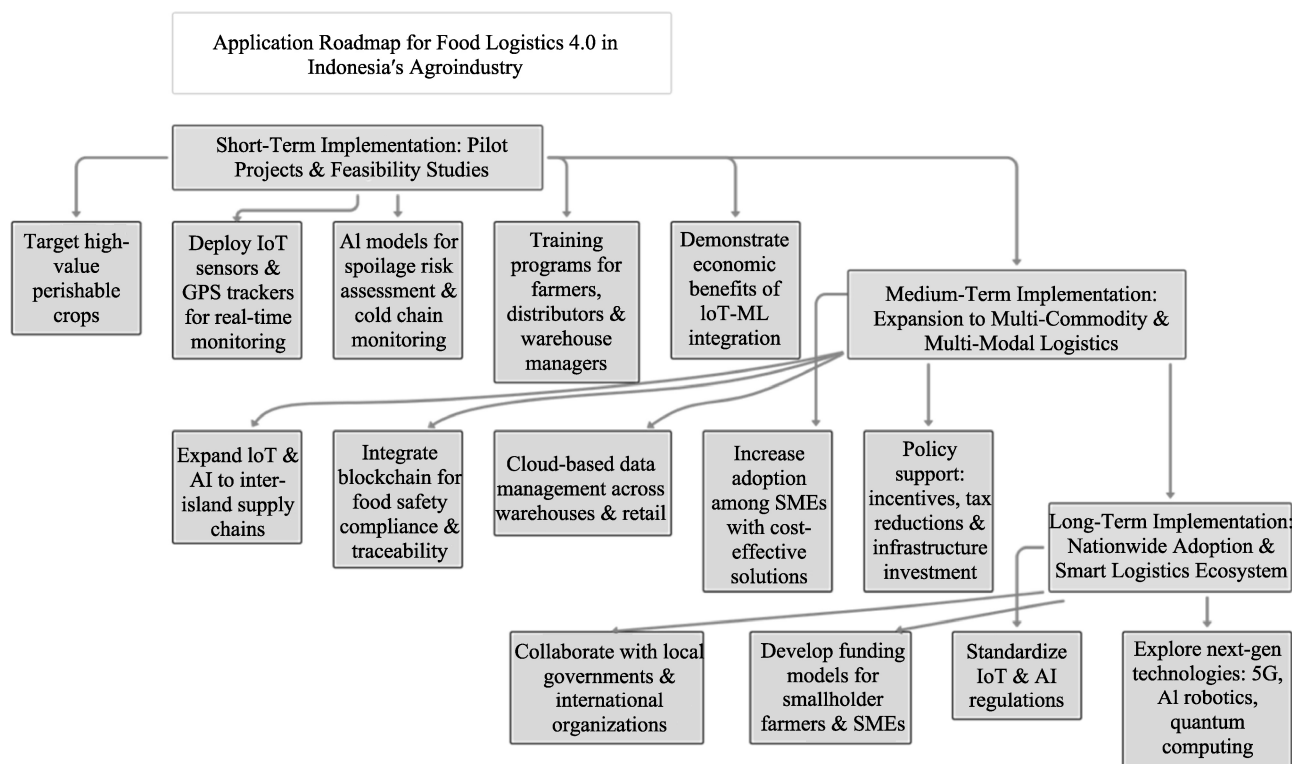 Application Roadmap for Food Logistics 4.0 in
Indonesia's Agroindustry
Short-Term Implementation: Pilot
Projects & Feasibility Studies
Target high-
value
perishable
crops
Deploy IoT
sensors &
GPS trackers
for real-time
monitoring
Al models for
spoilage risk
assessment &
cold chain
monitoring
Training
programs for
farmers,
distributors &
warehouse
managers
Demonstrate
economic
benefits of
loT-ML
integration
Medium-Term Implementation:
Expansion to Multi-Commodity &
Multi-Modal Logistics
Expand loT &
AI to inter-
island supply
chains
Integrate
blockchain for
food safety
compliance &
traceability
Cloud-based data
management across
warehouses & retail
Increase
adoption
among SMEs
with cost-
effective
solutions
Policy
support:
incentives, tax
reductions &
infrastructure
investment
Long-Term Implementation:
Nationwide Adoption &
Smart Logistics Ecosystem
Collaborate with local
governments &
international
organizations
Develop funding
models for
smallholder
farmers & SMEs
Standardize
IoT & AI
regulations
Explore next-gen
technologies: 5G,
Al robotics,
quantum
computing